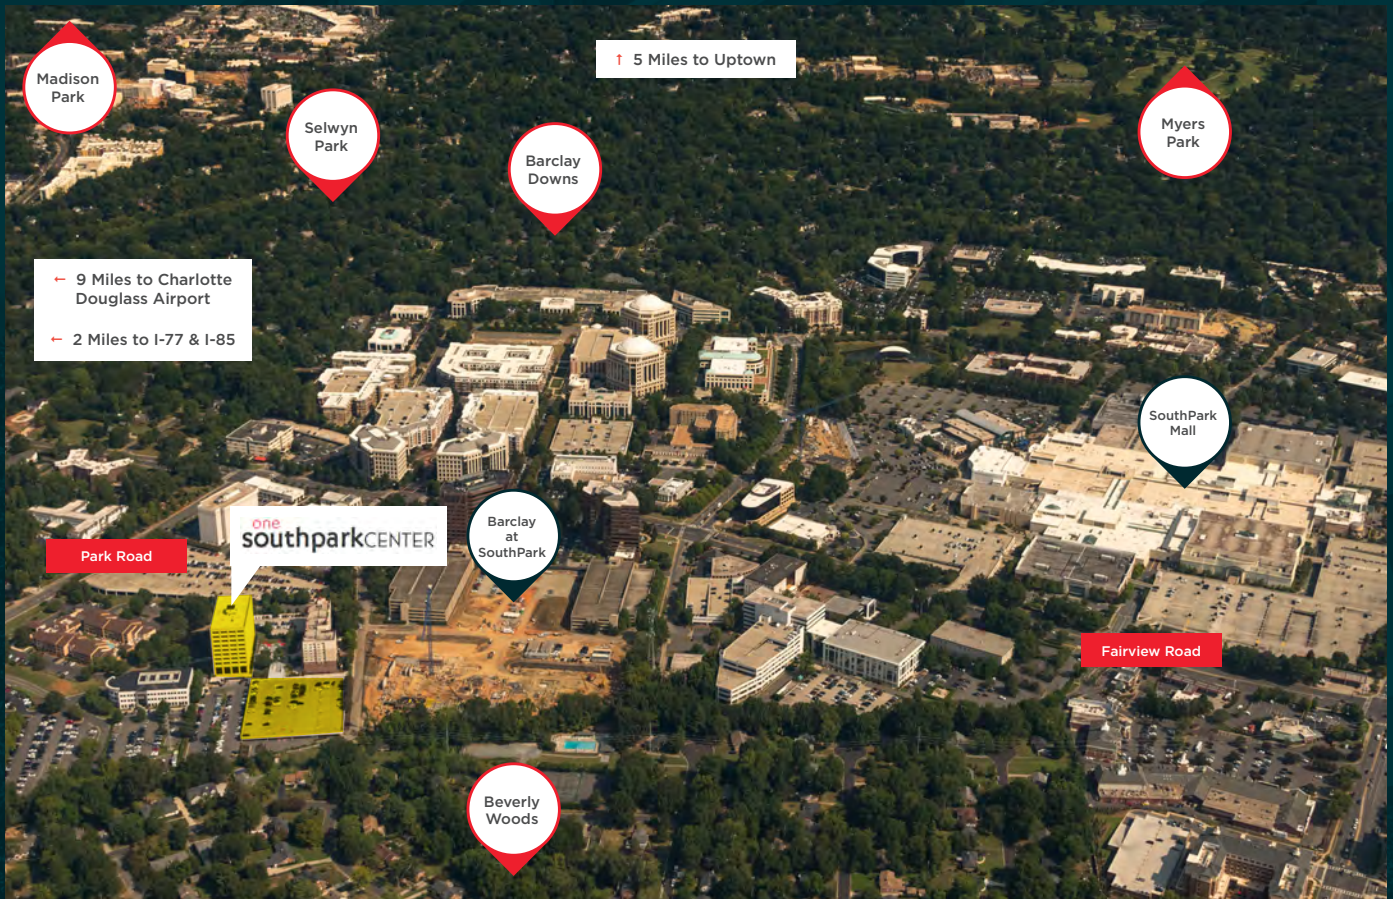 Madison
Park
↑ 5 Miles to Uptown
Selwyn
Park
Barclay
Downs
Myers
Park
← 9 Miles to Charlotte
Douglass Airport
← 2 Miles to I-77 & I-85
SouthPark
Mall
one
southparkCENTER
Barclay
at
SouthPark
Park Road
Fairview Road
Beverly
Woods